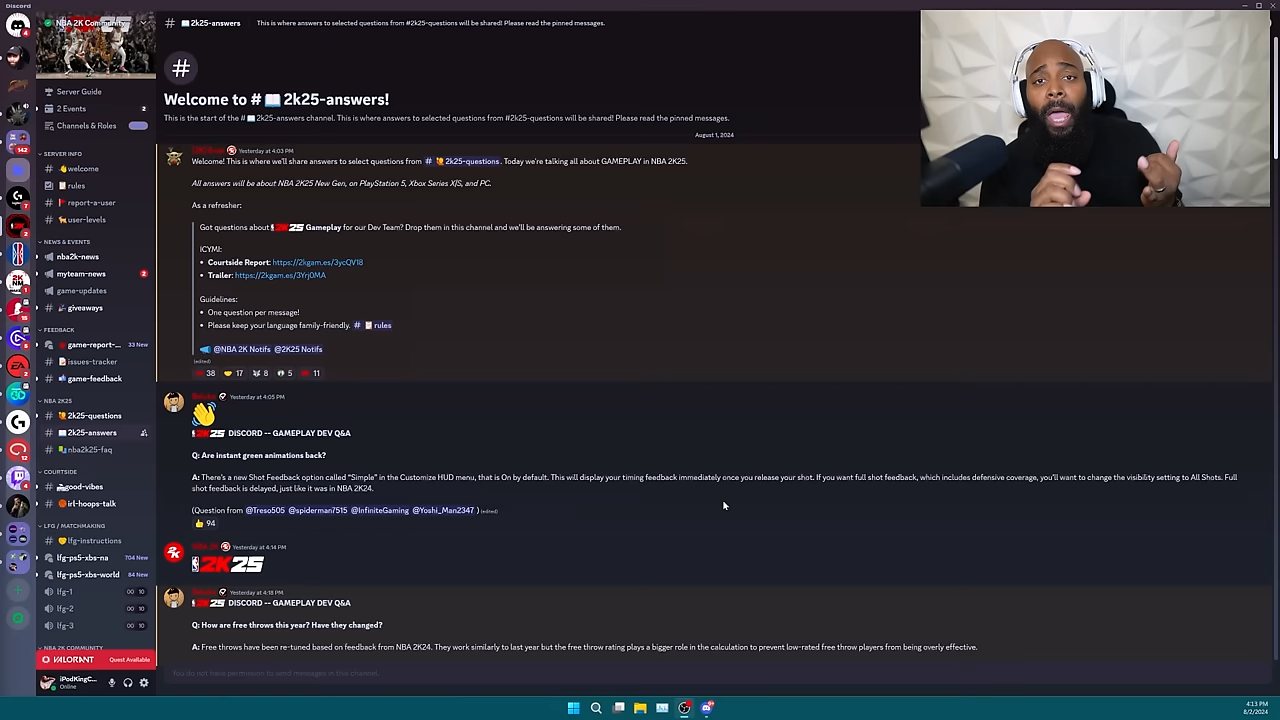 Discord
NBA 2K Community
# 2k25-answers
This is where answers to selected questions from #2k25-questions will be shared! Please read the pinned messages.
Server Guide
2 Events
2
Channels & Roles
SERVER INFO
welcome
rules
report-a-user
user-levels
NEWS & EVENTS
nba2k-news
myteam-news
2
game-updates
giveaways
FEEDBACK
game-report-...
33 New
issues-tracker
game-feedback
NBA 2K25
2k25-questions
2k25-answers
nba2k25-faq
COURTSIDE
good-vibes
irl-hoops-talk
LFG / MATCHMAKING
lfg-instructions
lfg-ps5-xbs-na
704 New
lfg-ps5-xbs-world
84 New
lfg-1
00 10
lfg-2
00 10
lfg-3
00 10
NBA 2K COMMUNITY
VALORANT
Quest Available
iPodKingC...
Online
#
Welcome to # 2k25-answers!
This is the start of the # 2k25-answers channel. This is where answers to selected questions from #2k25-questions will be shared! Please read the pinned messages.
August 1, 2024
Yesterday at 4:03 PM
Welcome! This is where we'll share answers to select questions from # 2k25-questions. Today we're talking all about GAMEPLAY in NBA 2K25.
All answers will be about NBA 2K25 New Gen, on PlayStation 5, Xbox Series X|S, and PC.
As a refresher:
Got questions about 2K25 Gameplay for our Dev Team? Drop them in this channel and we'll be answering some of them.
ICYMI:
• Courtside Report: https://2kgam.es/3ycQV18
• Trailer: https://2kgam.es/3Yrj0MA
Guidelines:
• One question per message!
• Please keep your language family-friendly. # rules
@NBA 2K Notifs @2K25 Notifs
(edited)
38 17 8 5 11
Yesterday at 4:05 PM
2K25 DISCORD -- GAMEPLAY DEV Q&A
Q: Are instant green animations back?
A: There's a new Shot Feedback option called "Simple" in the Customize HUD menu, that is On by default. This will display your timing feedback immediately once you release your shot. If you want full shot feedback, which includes defensive coverage, you'll want to change the visibility setting to All Shots. Full
shot feedback is delayed, just like it was in NBA 2K24.
(Question from @Treso505 @spiderman7515 @InfiniteGaming @Yoshi_Man2347 ) (edited)
94
Yesterday at 4:14 PM
2K25
Yesterday at 4:18 PM
2K25 DISCORD -- GAMEPLAY DEV Q&A
Q: How are free throws this year? Have they changed?
A: Free throws have been re-tuned based on feedback from NBA 2K24. They work similarly to last year but the free throw rating plays a bigger role in the calculation to prevent low-rated free throw players from being overly effective.
You do not have permission to send messages in this channel.
4:13 PM
8/2/2024